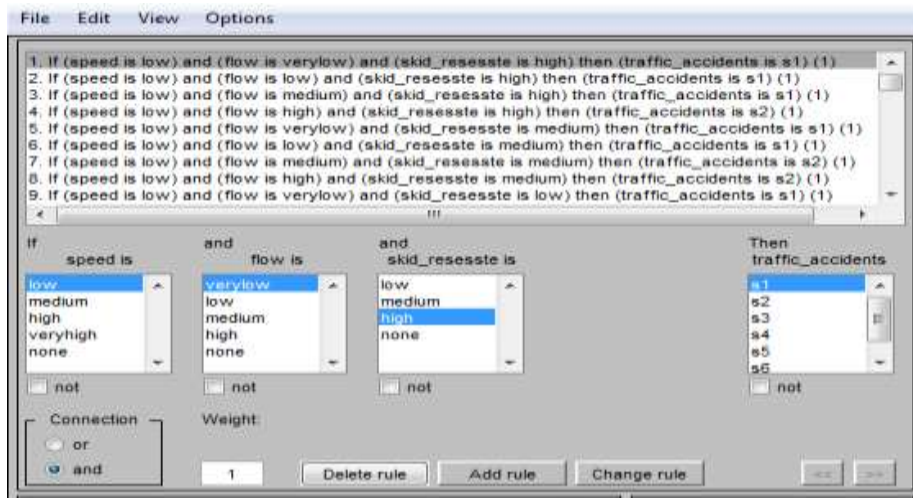 File Edit View Options
1. If (speed is low) and (flow is verylow) and (skid_resesste is high) then (traffic_accidents is s1) (1)
2. If (speed is low) and (flow is low) and (skid_resesste is high) then (traffic_accidents is s1) (1)
3. If (speed is low) and (flow is medium) and (skid_resesste is high) then (traffic_accidents is s1) (1)
4. If (speed is low) and (flow is high) and (skid_resesste is high) then (traffic_accidents is s2) (1)
5. If (speed is low) and (flow is verylow) and (skid_resesste is medium) then (traffic_accidents is s1) (1)
6. If (speed is low) and (flow is low) and (skid_resesste is medium) then (traffic_accidents is s1) (1)
7. If (speed is low) and (flow is medium) and (skid_resesste is medium) then (traffic_accidents is s2) (1)
8. If (speed is low) and (flow is high) and (skid_resesste is medium) then (traffic_accidents is s2) (1)
9. If (speed is low) and (flow is verylow) and (skid_resesste is low) then (traffic_accidents is s1) (1)
If and and Then
speed is flow is skid_resesste is traffic_accidents
low verylow low s1
medium low medium s2
high medium high s3
veryhigh high none s4
none none s5
s6
not not not not
Connection Weight:
or
and 1 Delete rule Add rule Change rule << >>